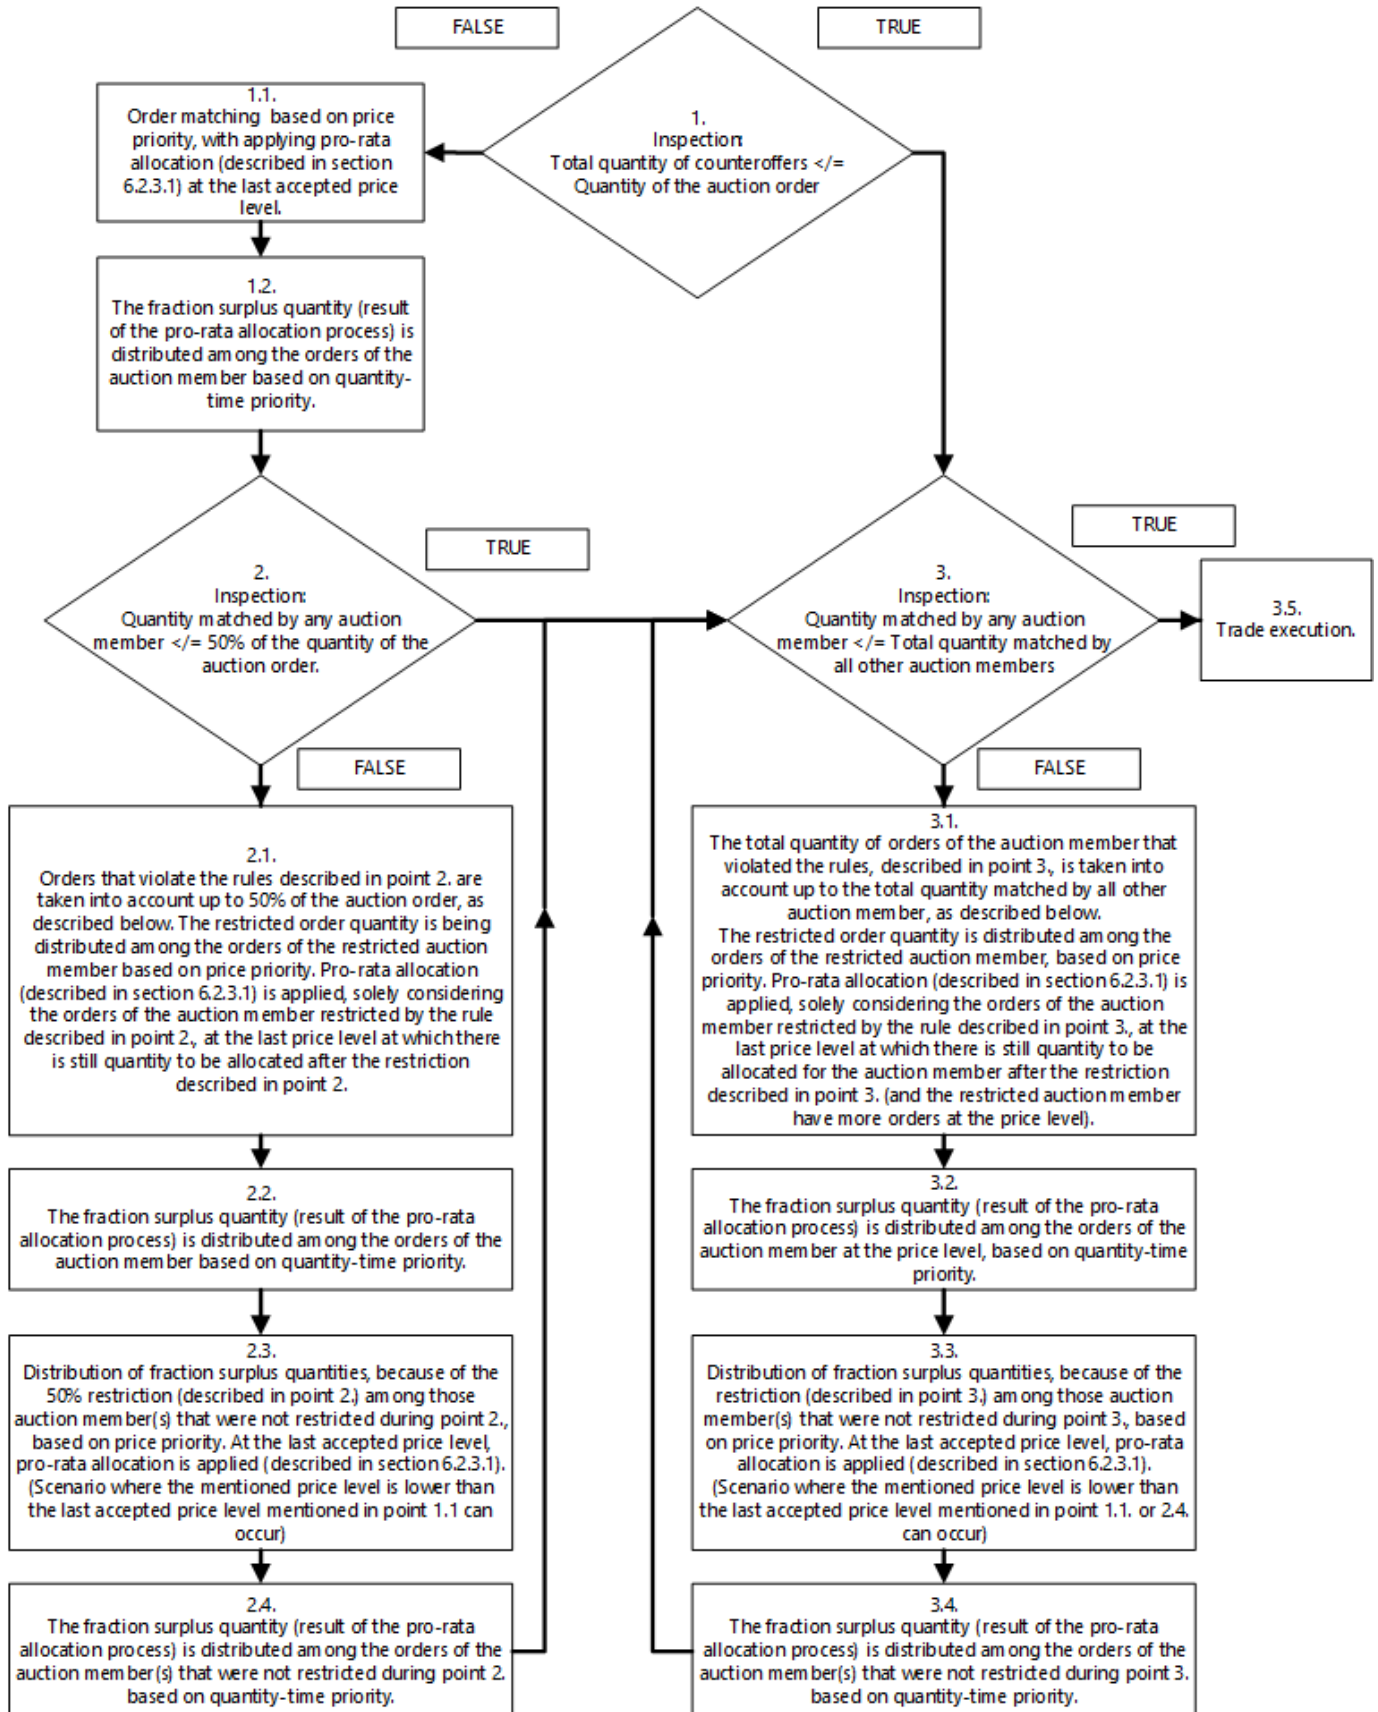 FALSE
TRUE
1.
Inspection:
Total quantity of counteroffers </=
Quantity of the auction order
1.1.
Order matching based on price
priority, with applying pro-rata
allocation (described in section
6.2.3.1) at the last accepted price
level.
1.2.
The fraction surplus quantity (result
of the pro-rata allocation process) is
distributed among the orders of the
auction member based on quantity-
time priority.
2.
Inspection:
Quantity matched by any auction
member </= 50% of the quantity of the
auction order.
TRUE
FALSE
2.1.
Orders that violate the rules described in point 2. are
taken into account up to 50% of the auction order, as
described below. The restricted order quantity is being
distributed among the orders of the restricted auction
member based on price priority. Pro-rata allocation
(described in section 6.2.3.1) is applied, solely considering
the orders of the auction member restricted by the rule
described in point 2., at the last price level at which there
is still quantity to be allocated after the restriction
described in point 2.
2.2.
The fraction surplus quantity (result of the pro-rata
allocation process) is distributed among the orders of the
auction member based on quantity-time priority.
2.3.
Distribution of fraction surplus quantities, because of the
50% restriction (described in point 2.) among those
auction member(s) that were not restricted during point 2.,
based on price priority. At the last accepted price level,
pro-rata allocation is applied (described in section 6.2.3.1).
(Scenario where the mentioned price level is lower than
the last accepted price level mentioned in point 1.1 can
occur)
2.4.
The fraction surplus quantity (result of the pro-rata
allocation process) is distributed among the orders of the
auction member(s) that were not restricted during point 2.
based on quantity-time priority.
3.
Inspection:
Quantity matched by any auction
member </= Total quantity matched by
all other auction members
TRUE
3.5.
Trade execution.
FALSE
3.1.
The total quantity of orders of the auction member that
violated the rules, described in point 3., is taken into
account up to the total quantity matched by all other
auction member, as described below.
The restricted order quantity is distributed among the
orders of the restricted auction member, based on price
priority. Pro-rata allocation (described in section 6.2.3.1) is
applied, solely considering the orders of the auction
member restricted by the rule described in point 3., at the
last price level at which there is still quantity to be
allocated for the auction member after the restriction
described in point 3. (and the restricted auction member
have more orders at the price level).
3.2.
The fraction surplus quantity (result of the pro-rata
allocation process) is distributed among the orders of the
auction member at the price level, based on quantity-time
priority.
3.3.
Distribution of fraction surplus quantities, because of the
restriction (described in point 3.) among those auction
member(s) that were not restricted during point 3., based
on price priority. At the last accepted price level, pro-rata
allocation is applied (described in section 6.2.3.1).
(Scenario where the mentioned price level is lower than
the last accepted price level mentioned in point 1.1. or 2.4.
can occur)
3.4.
The fraction surplus quantity (result of the pro-rata
allocation process) is distributed among the orders of the
auction member(s) that were not restricted during point 3.
based on quantity-time priority.